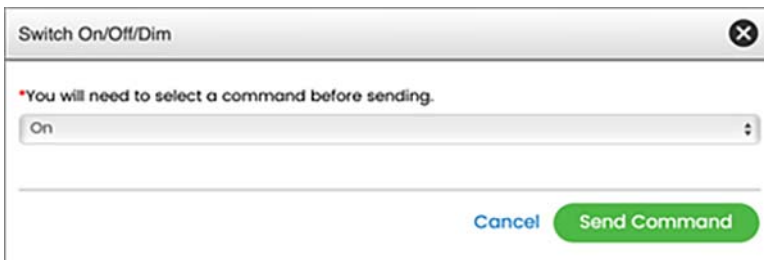 Switch On/Off/Dim
*You will need to select a command before sending.
On
Cancel Send Command